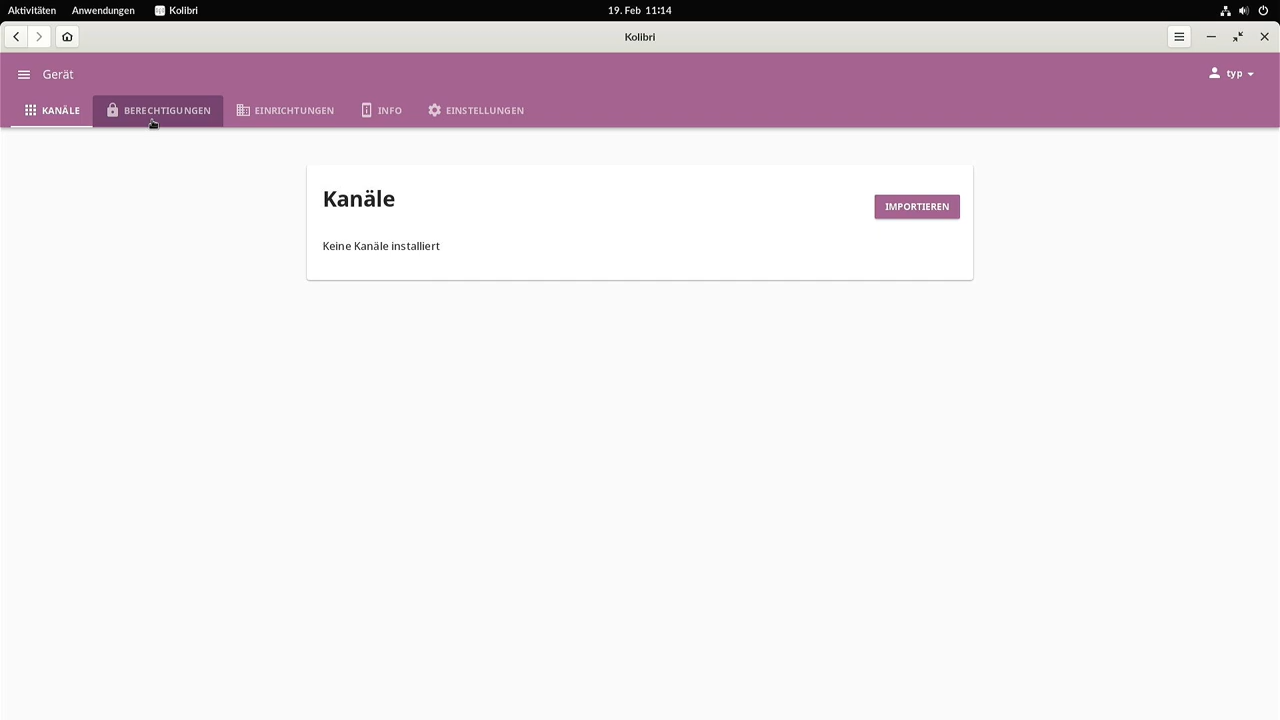 Aktivitäten Anwendungen Kolibri 19. Feb 11:14
Kolibri
Gerät typ
KANÄLE BERECHTIGUNGEN EINRICHTUNGEN INFO EINSTELLUNGEN
Kanäle
IMPORTIEREN
Keine Kanäle installiert